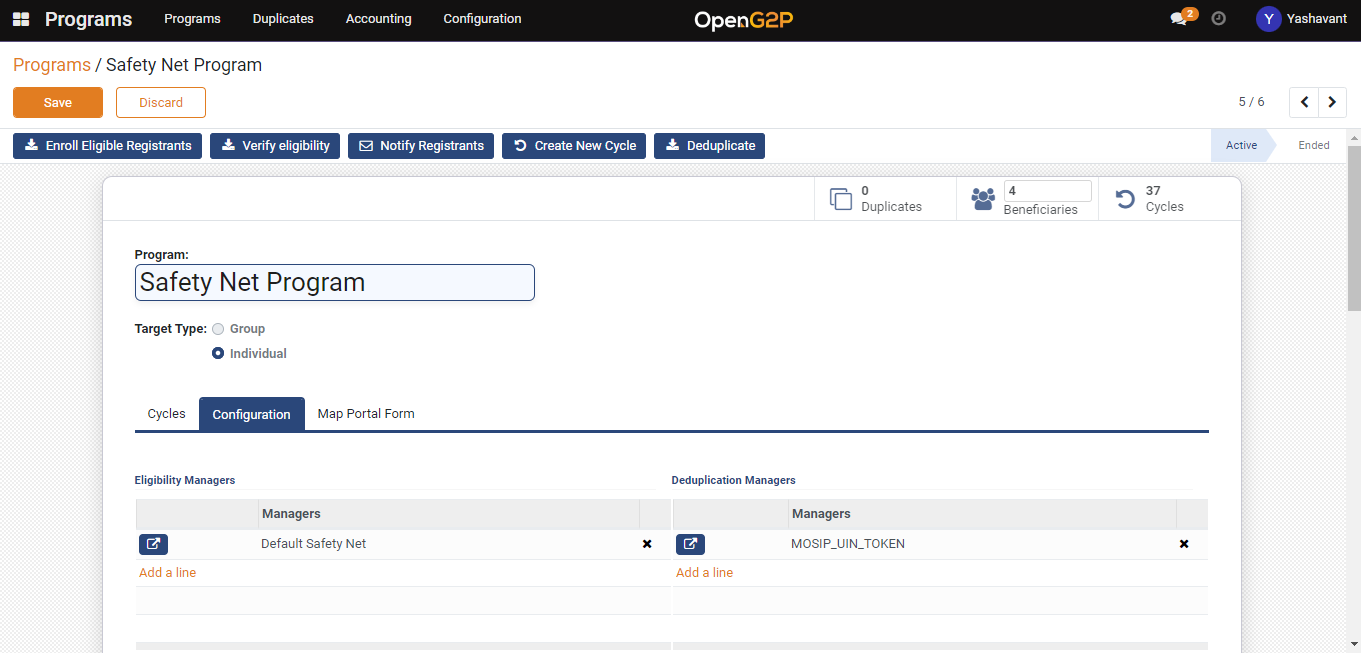 Programs Programs Duplicates Accounting Configuration OpenG2P 2 Y Yashavant
Programs / Safety Net Program
Save Discard 5 / 6
Enroll Eligible Registrants Verify eligibility Notify Registrants Create New Cycle Deduplicate Active Ended
0 Duplicates
4 Beneficiaries
37 Cycles
Program:
Safety Net Program
Target Type: Group
Individual
Cycles Configuration Map Portal Form
Eligibility Managers Deduplication Managers
Managers Managers
Default Safety Net MOSIP_UIN_TOKEN
Add a line Add a line